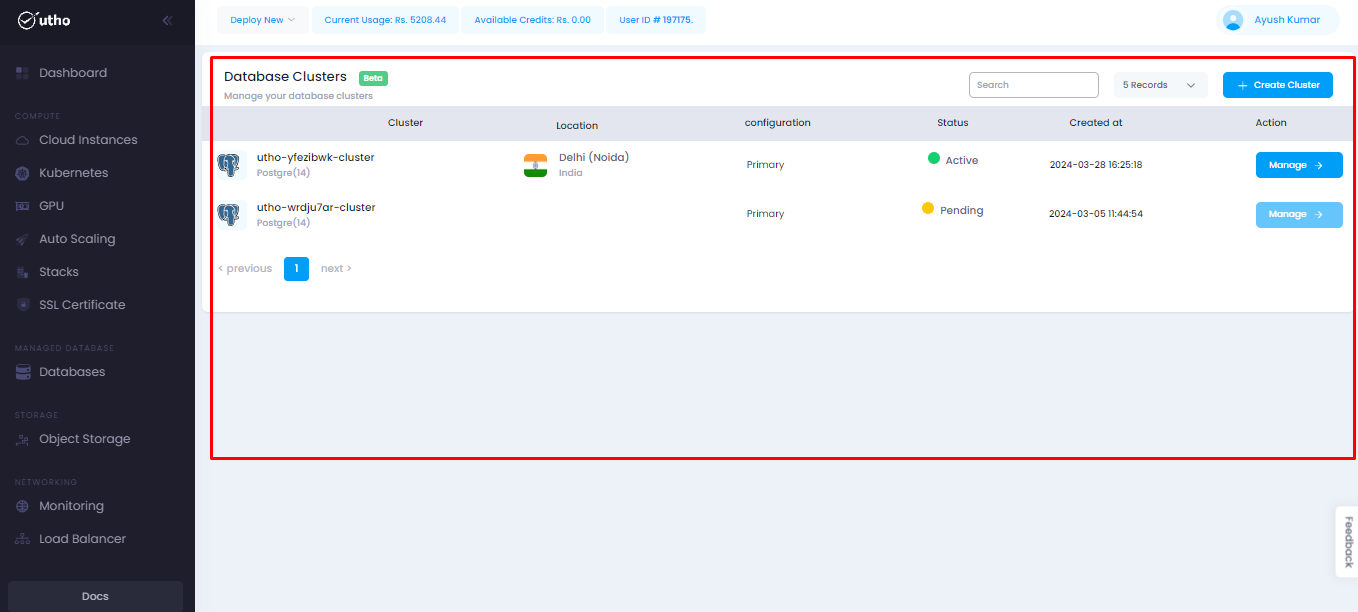 utho
Deploy New
Current Usage: Rs. 5208.44
Available Credits: Rs. 0.00
User ID # 197175.
Ayush Kumar
Dashboard
COMPUTE
Cloud Instances
Kubernetes
GPU
Auto Scaling
Stacks
SSL Certificate
MANAGED DATABASE
Databases
STORAGE
Object Storage
NETWORKING
Monitoring
Load Balancer
Docs
Database Clusters Beta
Manage your database clusters
Search
5 Records
+ Create Cluster
Cluster Location configuration Status Created at Action
utho-yfezibwk-cluster Delhi (Noida) Primary Active 2024-03-28 16:25:18 Manage →
Postgre(14) India
utho-wrdju7ar-cluster Primary Pending 2024-03-05 11:44:54 Manage →
Postgre(14)
< previous 1 next >
Feedback